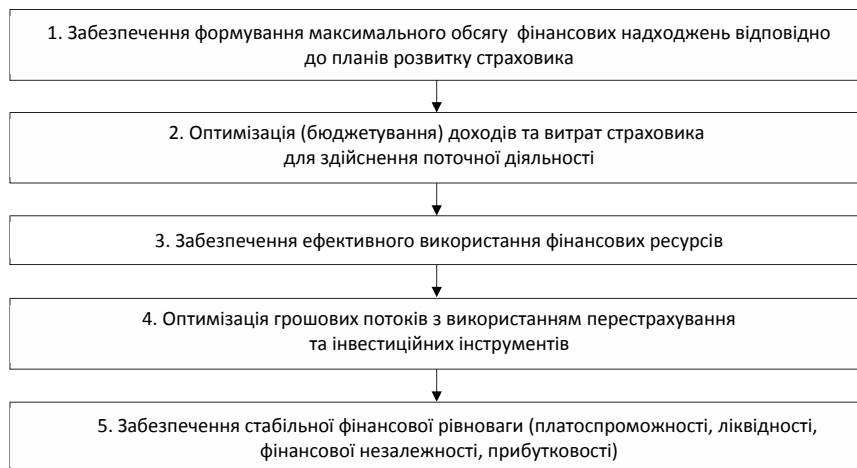 1. Забезпечення формування максимального обсягу фінансових надходжень відповідно
до планів розвитку страховика
2. Оптимізація (бюджетування) доходів та витрат страховика
для здійснення поточної діяльності
3. Забезпечення ефективного використання фінансових ресурсів
4. Оптимізація грошових потоків з використанням перестрахування
та інвестиційних інструментів
5. Забезпечення стабільної фінансової рівноваги (платоспроможності, ліквідності,
фінансової незалежності, прибутковості)